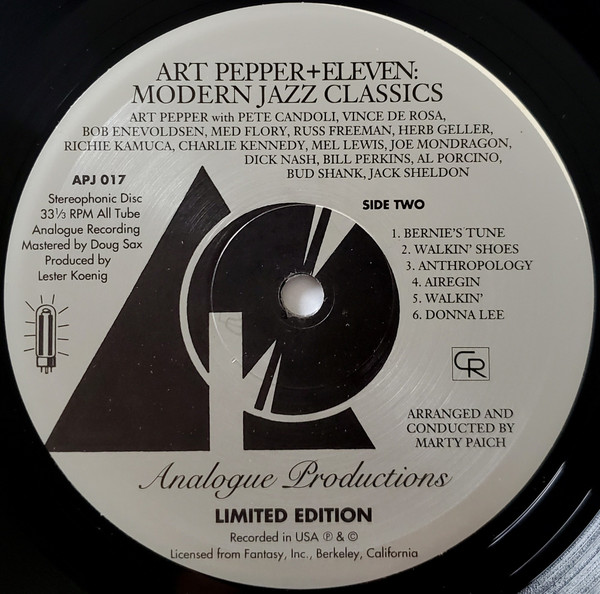 ART PEPPER+ELEVEN:
MODERN JAZZ CLASSICS
ART PEPPER with PETE CANDOLI, VINCE DE ROSA,
BOB ENEVOLDSEN, MED FLORY, RUSS FREEMAN, HERB GELLER,
RICHIE KAMUCA, CHARLIE KENNEDY, MEL LEWIS, JOE MONDRAGON,
DICK NASH, BILL PERKINS, AL PORCINO,
BUD SHANK, JACK SHELDON
APJ 017
Stereophonic Disc
33⅓ RPM All Tube
Analogue Recording
Mastered by Doug Sax
Produced by
Lester Koenig
SIDE TWO
1. BERNIE'S TUNE
2. WALKIN' SHOES
3. ANTHROPOLOGY
4. AIREGIN
5. WALKIN'
6. DONNA LEE
CR
ARRANGED AND
CONDUCTED BY
MARTY PAICH
Analogue Productions
LIMITED EDITION
Recorded in USA ℗ & ©
Licensed from Fantasy, Inc., Berkeley, California